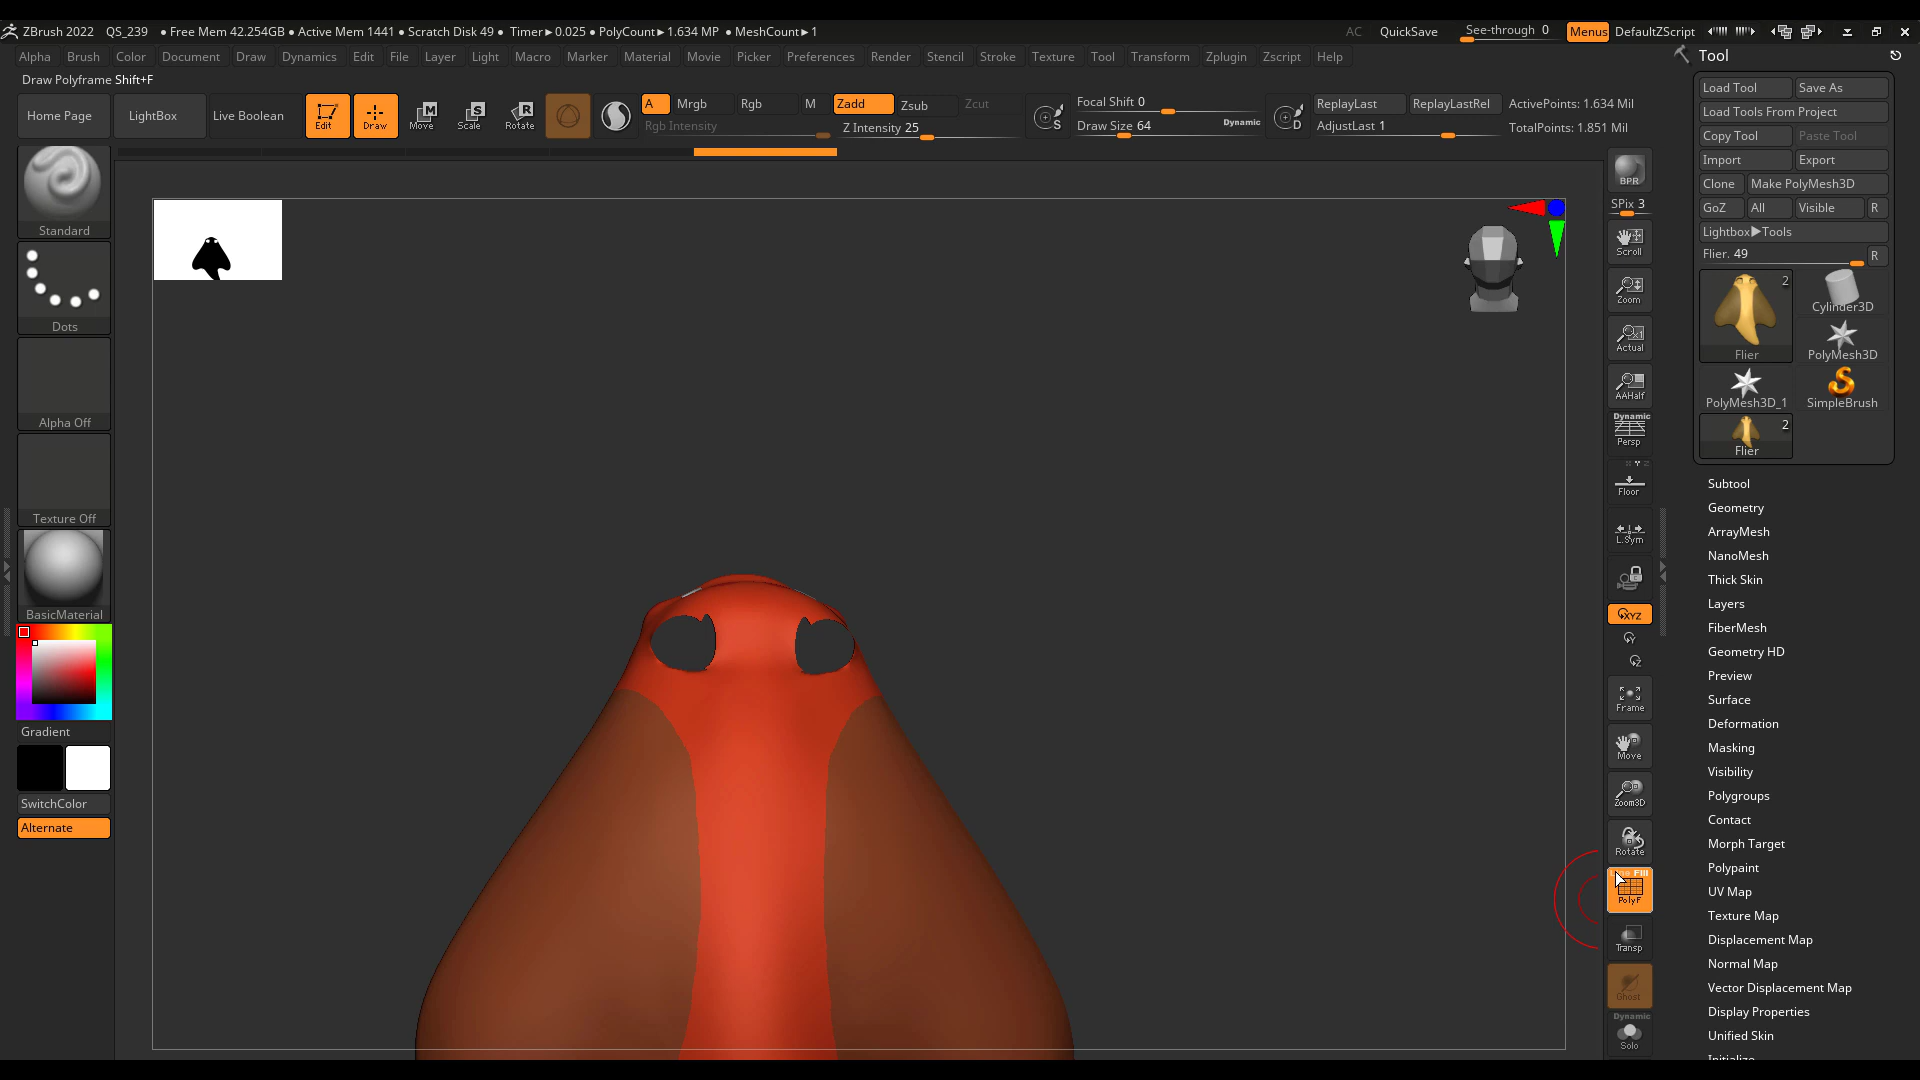 ZBrush 2022 QS_239 • Free Mem 42.254GB • Active Mem 1441 • Scratch Disk 49 • Timer▸0.025 • PolyCount▸1.634 MP • MeshCount▸1 AC QuickSave See-through 0 Menus DefaultZScript
Alpha Brush Color Document Draw Dynamics Edit File Layer Light Macro Marker Material Movie Picker Preferences Render Stencil Stroke Texture Tool Transform Zplugin Zscript Help
Tool
Draw Polyframe Shift+F
Home Page LightBox Live Boolean Edit Draw Move Scale Rotate
A Mrgb Rgb M Zadd Zsub Zcut
Rgb Intensity Z Intensity 25
Focal Shift 0
Draw Size 64 Dynamic
S D
ReplayLast ReplayLastRel ActivePoints: 1.634 Mil
AdjustLast 1 TotalPoints: 1.851 Mil
Load Tool Save As
Load Tools From Project
Copy Tool Paste Tool
Import Export
Clone Make PolyMesh3D
GoZ All Visible R
Lightbox▶Tools
Flier. 49 R
2
Flier
Cylinder3D
PolyMesh3D
PolyMesh3D_1
SimpleBrush
2
Flier
Standard
Dots
Alpha Off
Texture Off
BasicMaterial
Gradient
SwitchColor
Alternate
BPR
SPix 3
Scroll
Zoom
Actual
AAHalf
Dynamic
Persp
Floor
L.Sym
XYZ
Y
Z
Frame
Move
Zoom3D
Rotate
Fill
PolyF
Transp
Ghost
Dynamic
Solo
Subtool
Geometry
ArrayMesh
NanoMesh
Thick Skin
Layers
FiberMesh
Geometry HD
Preview
Surface
Deformation
Masking
Visibility
Polygroups
Contact
Morph Target
Polypaint
UV Map
Texture Map
Displacement Map
Normal Map
Vector Displacement Map
Display Properties
Unified Skin
Initialize